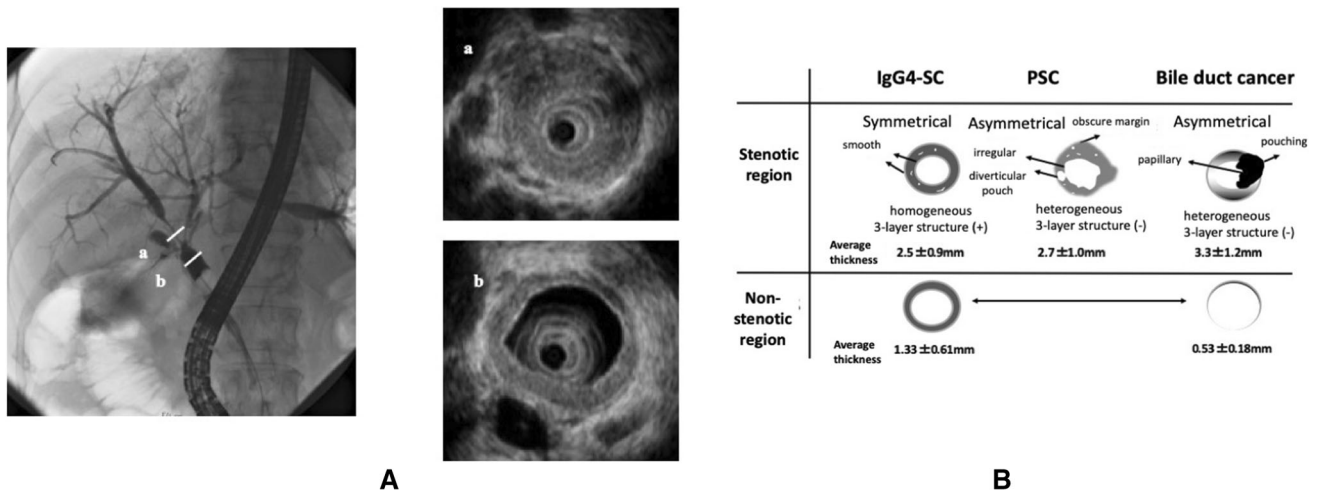 a
b
a
b
A
IgG4-SC PSC Bile duct cancer
Stenotic
region
Symmetrical
smooth
homogeneous
3-layer structure (+)
Asymmetrical
obscure margin
irregular
diverticular
pouch
heterogeneous
3-layer structure (-)
Asymmetrical
pouching
papillary
heterogeneous
3-layer structure (-)
Average
thickness
2.5 ±0.9mm 2.7 ±1.0mm 3.3 ±1.2mm
Non-
stenotic
region
Average
thickness
1.33 ±0.61mm 0.53 ±0.18mm
B